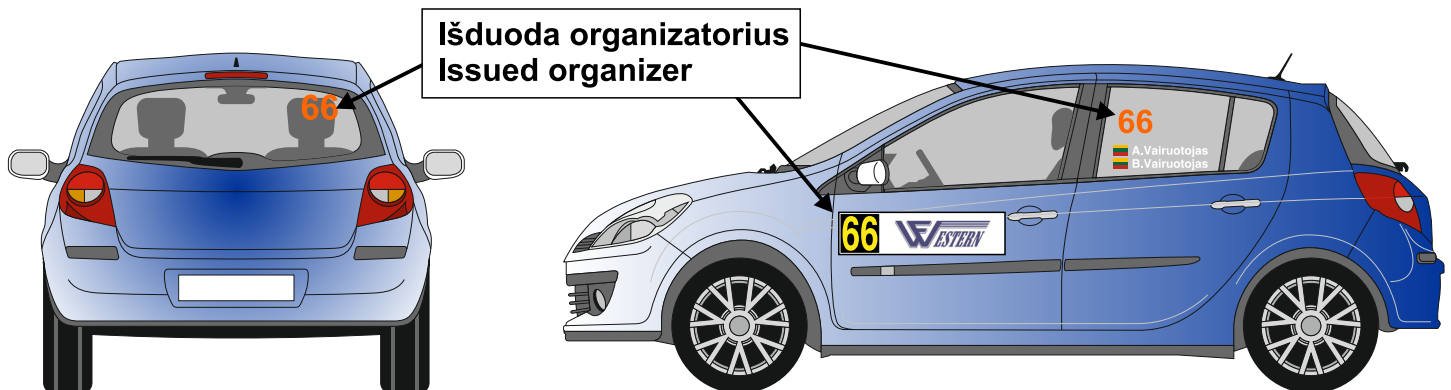 Išduoda organizatorius
Issued organizer
66
66
A.Vairuotojas
B.Vairuotojas
66 WESTERN